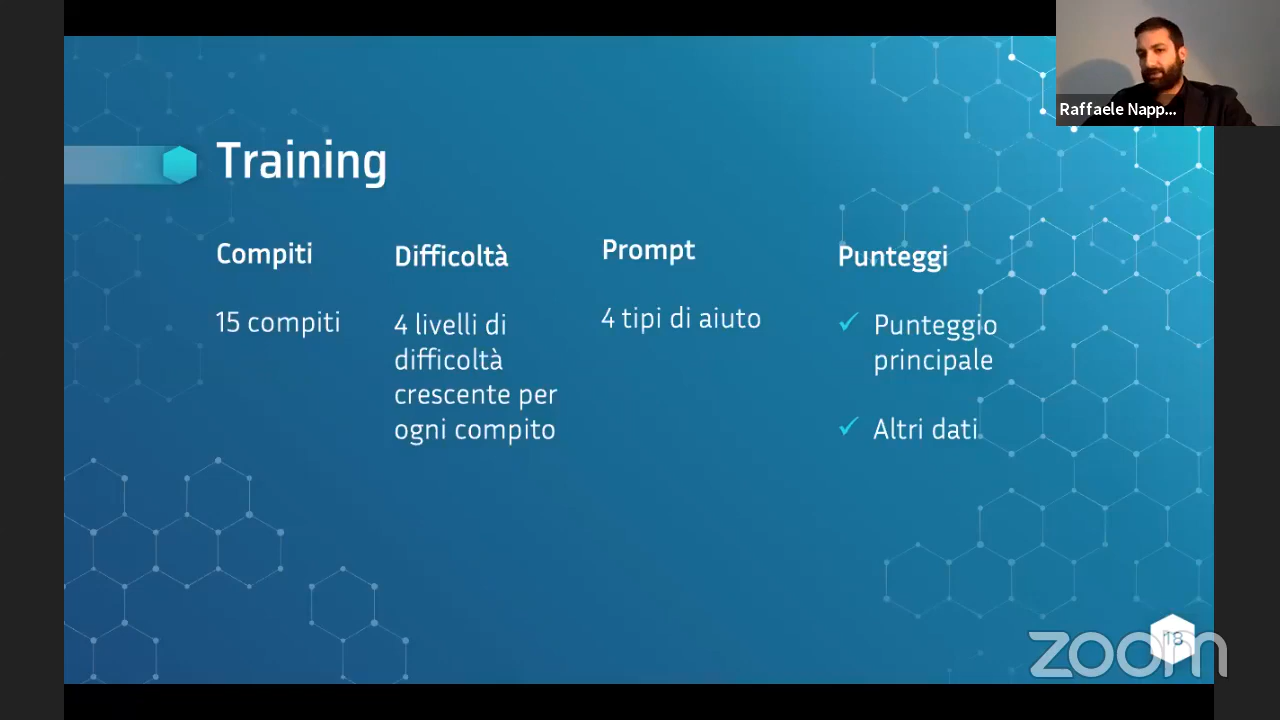 Raffaele Napp...
Training
Compiti
15 compiti
Difficoltà
4 livelli di
difficoltà
crescente per
ogni compito
Prompt
4 tipi di aiuto
Punteggi
✓ Punteggio
principale
✓ Altri dati
18
zoom